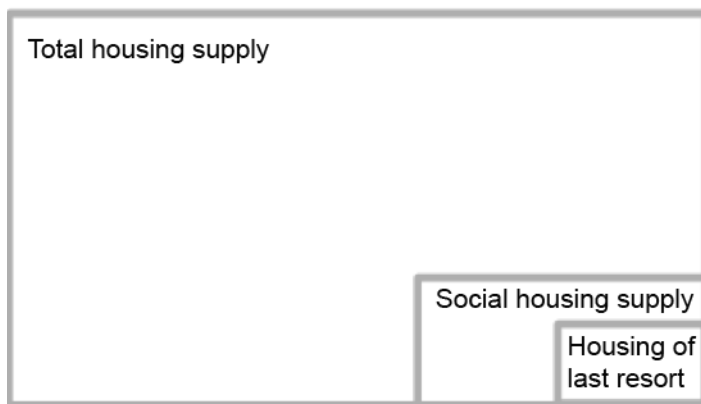 Total housing supply
Social housing supply
Housing of
last resort